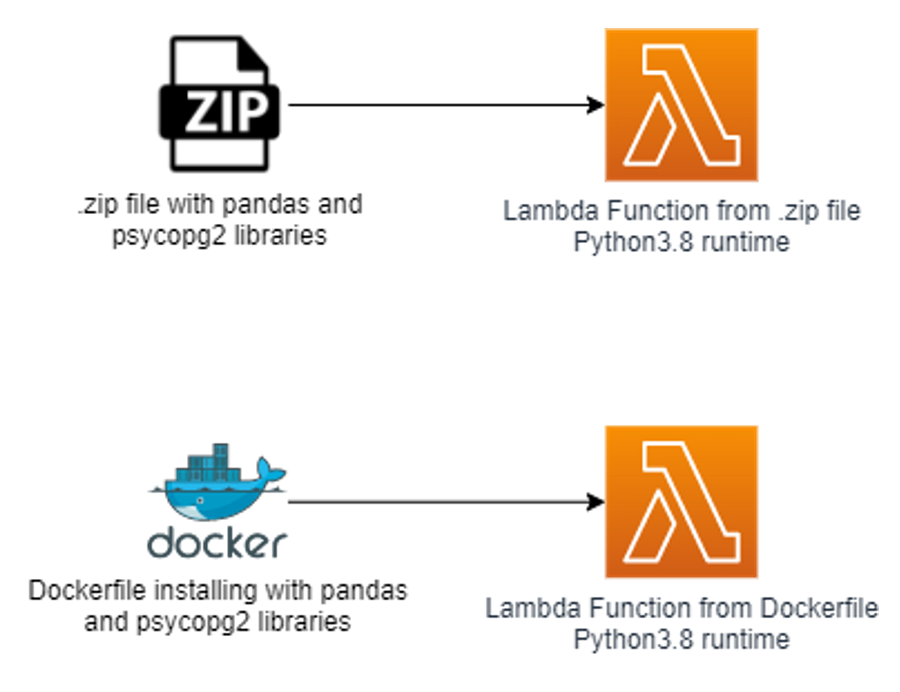 ZIP
.zip file with pandas and
psycopg2 libraries
Lambda Function from .zip file
Python3.8 runtime
docker
Dockerfile installing with pandas
and psycopg2 libraries
Lambda Function from Dockerfile
Python3.8 runtime